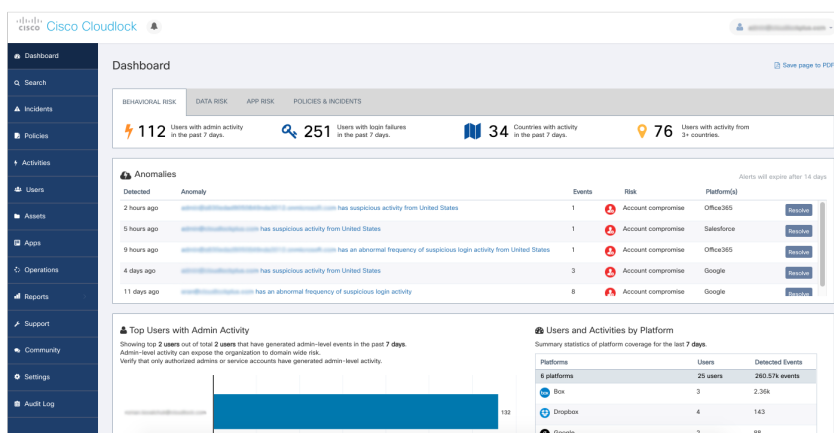 cisco Cisco Cloudlock
Dashboard
Search
Incidents
Policies
Activities
Users
Assets
Apps
Operations
Reports
Support
Community
Settings
Audit Log
Dashboard
Save page to PDF
BEHAVIORAL RISK DATA RISK APP RISK POLICIES & INCIDENTS
112 Users with admin activity in the past 7 days.
251 Users with login failures in the past 7 days.
34 Countries with activity in the past 7 days.
76 Users with activity from 3+ countries.
Anomalies
Alerts will expire after 14 days
Detected Anomaly Events Risk Platform(s)
2 hours ago has suspicious activity from United States 1 Account compromise Office365 Resolve
5 hours ago has suspicious activity from United States 1 Account compromise Salesforce Resolve
9 hours ago has an abnormal frequency of suspicious login activity from United States 1 Account compromise Office365 Resolve
4 days ago has suspicious activity from United States 3 Account compromise Google Resolve
11 days ago has an abnormal frequency of suspicious login activity 8 Account compromise Google Resolve
Top Users with Admin Activity
Showing top 2 users out of total 2 users that have generated admin-level events in the past 7 days.
Admin-level activity can expose the organization to domain wide risk.
Verify that only authorized admins or service accounts have generated admin-level activity.
132
Users and Activities by Platform
Summary statistics of platform coverage for the last 7 days.
Platforms Users Detected Events
6 platforms 25 users 260.57k events
box Box 3 2.36k
Dropbox 4 143
Google